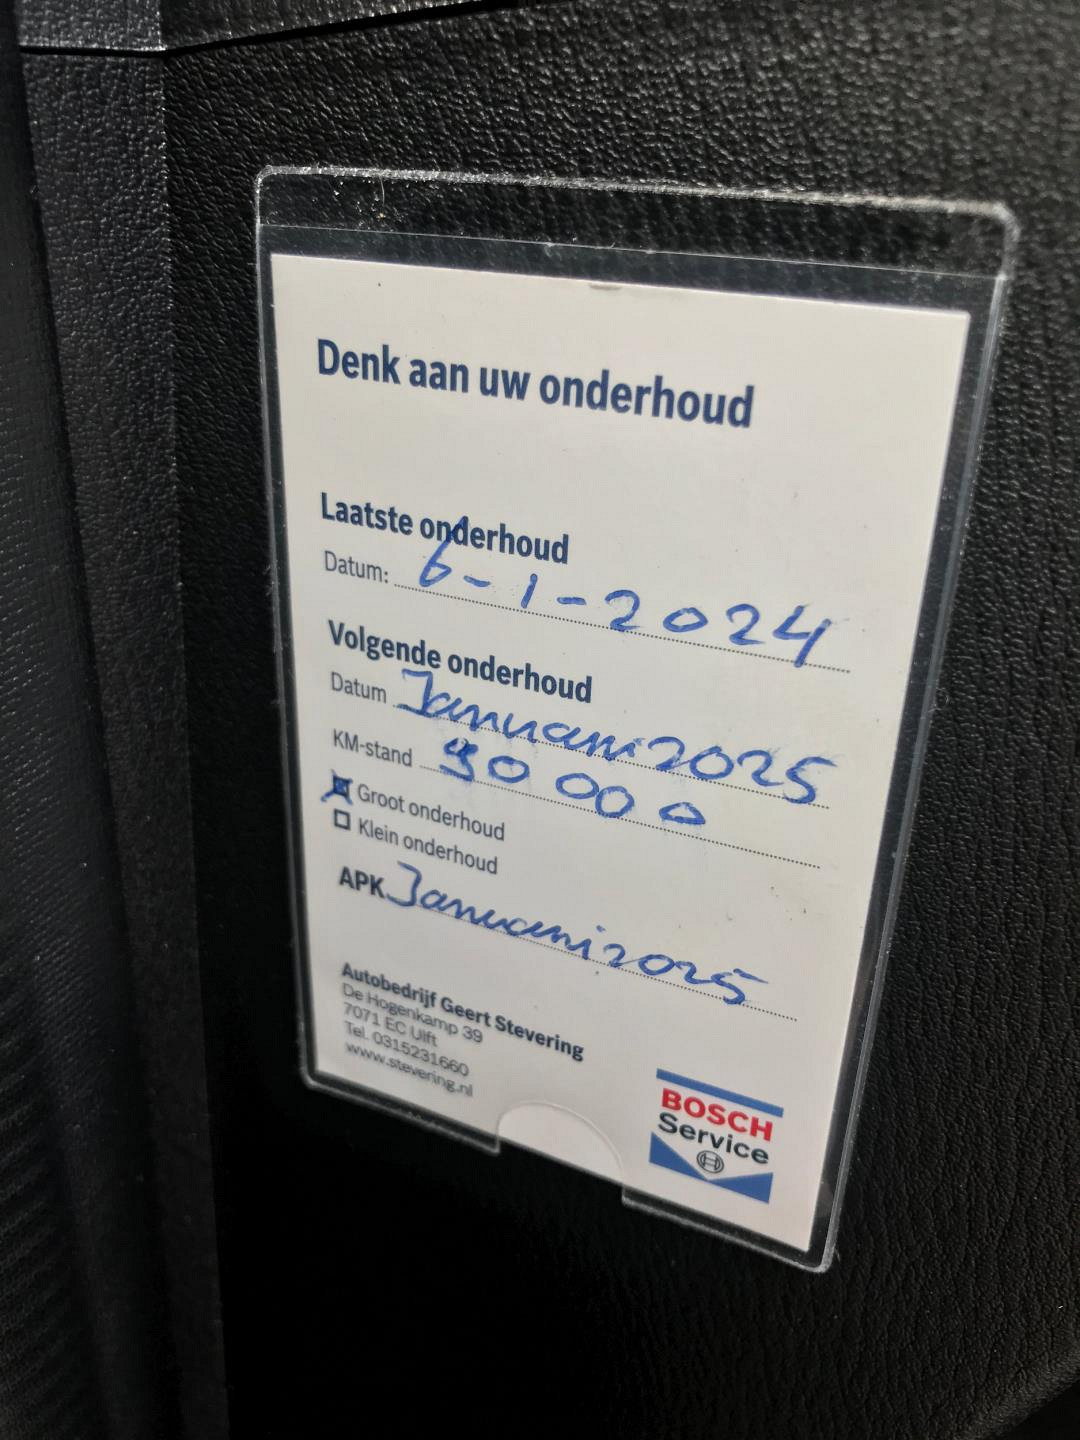 Denk aan uw onderhoud
Laatste onderhoud
Datum: 6-1-2024
Volgende onderhoud
Datum Januari 2025
KM-stand 90 000
Groot onderhoud
Klein onderhoud
APK Januari 2025
Autobedrijf Geert Stevering
De Hogenkamp 39
7071 EC Ulft
Tel. 0315231660
www.stevering.nl
BOSCH
Service